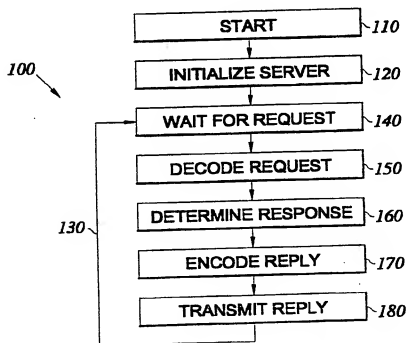 START 110
100
INITIALIZE SERVER 120
WAIT FOR REQUEST 140
DECODE REQUEST 150
130
DETERMINE RESPONSE 160
ENCODE REPLY 170
TRANSMIT REPLY 180